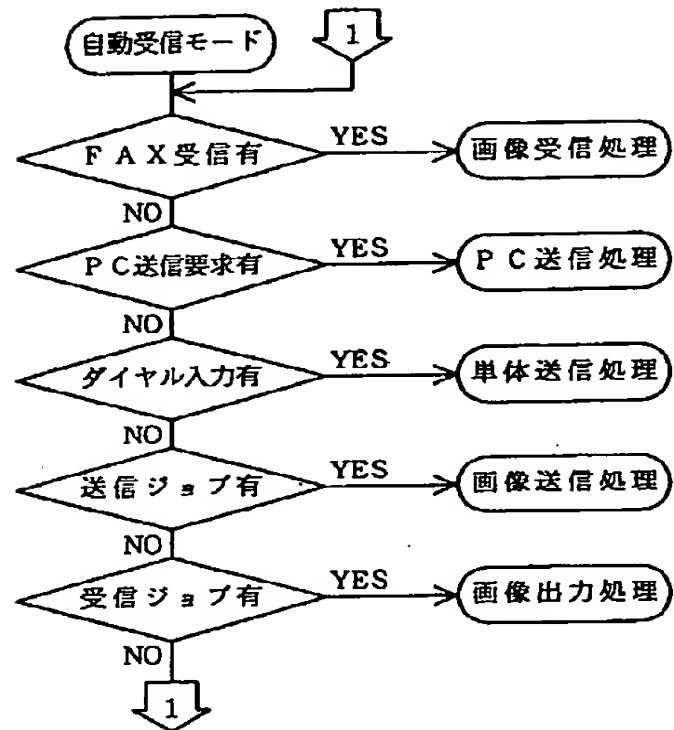 自動受信モード
1
FAX受信有
YES
画像受信処理
NO
PC送信要求有
YES
PC送信処理
NO
ダイヤル入力有
YES
単体送信処理
NO
送信ジョブ有
YES
画像送信処理
NO
受信ジョブ有
YES
画像出力処理
NO
1